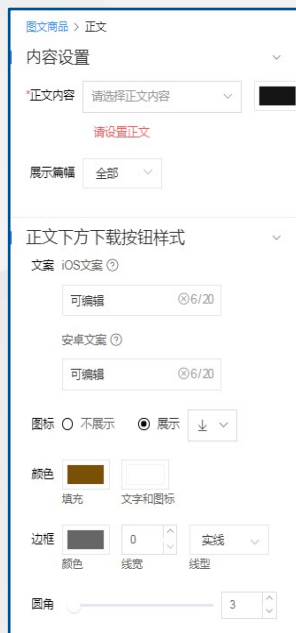 图文商品 > 正文
内容设置
*正文内容 请选择正文内容
请设置正文
展示篇幅 全部
正文下方下载按钮样式
文案 iOS文案 ?
可编辑 6/20
安卓文案 ?
可编辑 6/20
图标 不展示 展示
颜色
填充 文字和图标
边框 0 实线
颜色 线宽 线型
圆角 3